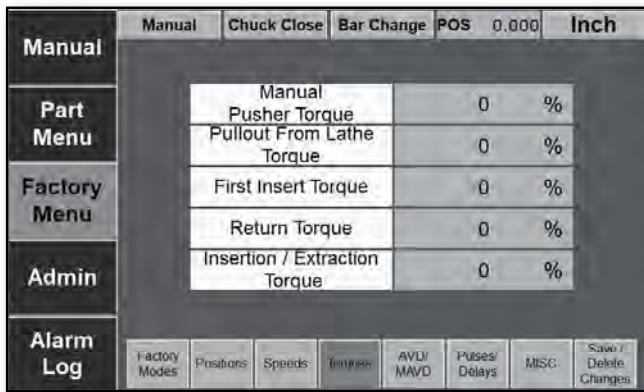 Manual Chuck Close Bar Change POS 0.000 Inch
Manual
Part
Menu
Factory
Menu
Admin
Alarm
Log
Manual
Pusher Torque
0 %
Pullout From Lathe
Torque
0 %
First Insert Torque
0 %
Return Torque
0 %
Insertion / Extraction
Torque
0 %
Factory
Modes
Positions
Speeds
Torques
AVD/
MAVD
Pulses/
Delays
MISC
Save /
Delete
Changes